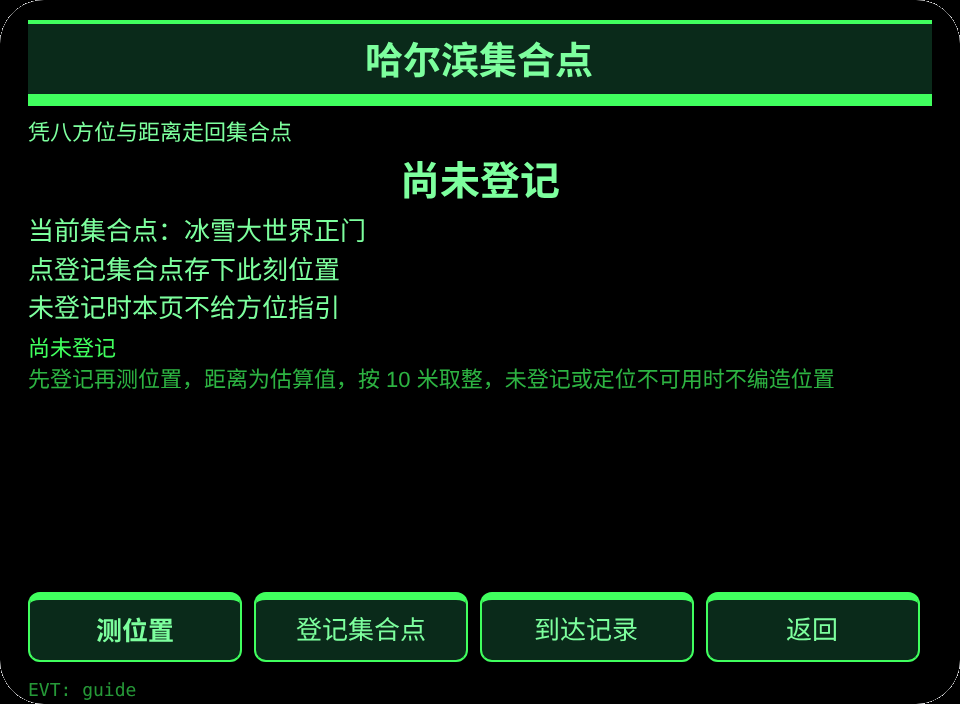 哈尔滨集合点
凭八方位与距离走回集合点
尚未登记
当前集合点：冰雪大世界正门
点登记集合点存下此刻位置
未登记时本页不给方位指引
尚未登记
先登记再测位置，距离为估算值，按 10 米取整，未登记或定位不可用时不编造位置
测位置
登记集合点
到达记录
返回
EVT: guide